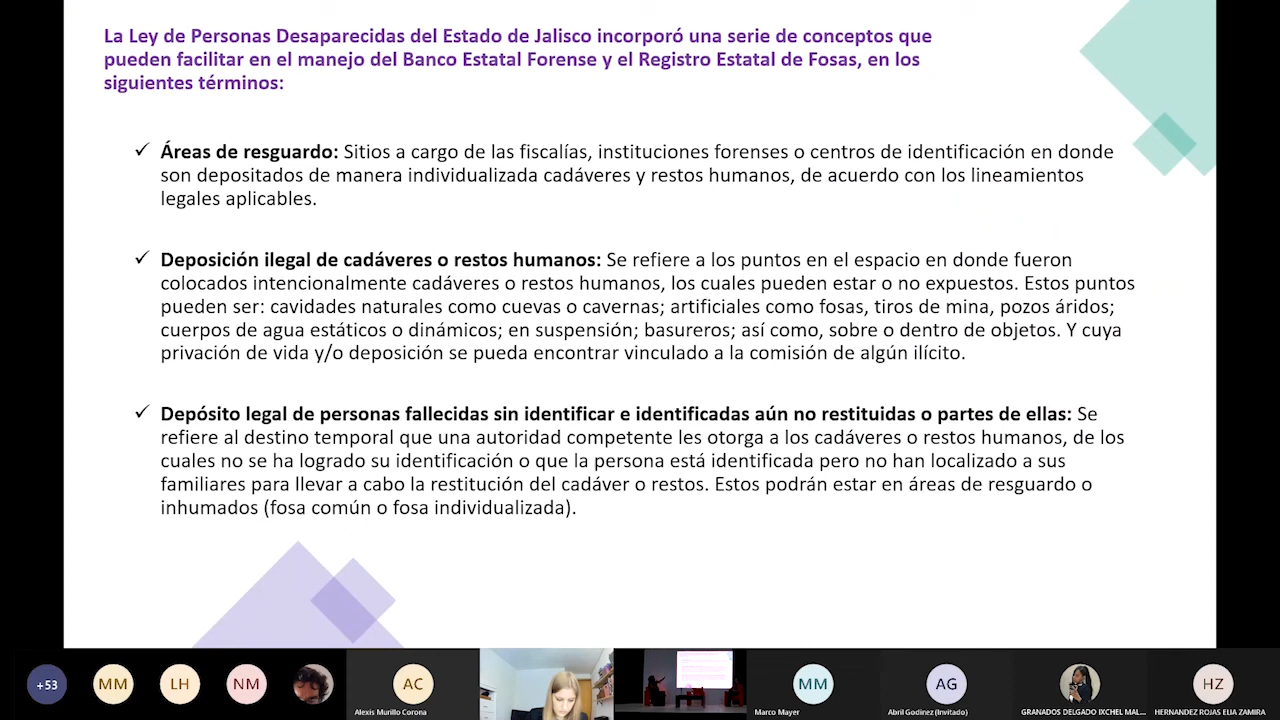 La Ley de Personas Desaparecidas del Estado de Jalisco incorporó una serie de conceptos que
pueden facilitar en el manejo del Banco Estatal Forense y el Registro Estatal de Fosas, en los
siguientes términos:
✓ Áreas de resguardo: Sitios a cargo de las fiscalías, instituciones forenses o centros de identificación en donde
son depositados de manera individualizada cadáveres y restos humanos, de acuerdo con los lineamientos
legales aplicables.
✓ Deposición ilegal de cadáveres o restos humanos: Se refiere a los puntos en el espacio en donde fueron
colocados intencionalmente cadáveres o restos humanos, los cuales pueden estar o no expuestos. Estos puntos
pueden ser: cavidades naturales como cuevas o cavernas; artificiales como fosas, tiros de mina, pozos áridos;
cuerpos de agua estáticos o dinámicos; en suspensión; basureros; así como, sobre o dentro de objetos. Y cuya
privación de vida y/o deposición se pueda encontrar vinculado a la comisión de algún ilícito.
✓ Depósito legal de personas fallecidas sin identificar e identificadas aún no restituidas o partes de ellas: Se
refiere al destino temporal que una autoridad competente les otorga a los cadáveres o restos humanos, de los
cuales no se ha logrado su identificación o que la persona está identificada pero no han localizado a sus
familiares para llevar a cabo la restitución del cadáver o restos. Estos podrán estar en áreas de resguardo o
inhumados (fosa común o fosa individualizada).
+53 MM LH NM AC MM AG HZ
Alexis Murillo Corona Marco Mayer Abril Godinez (Invitado) GRANADOS DELGADO IXCHEL MAL... HERNANDEZ ROJAS ELIA ZAMIRA